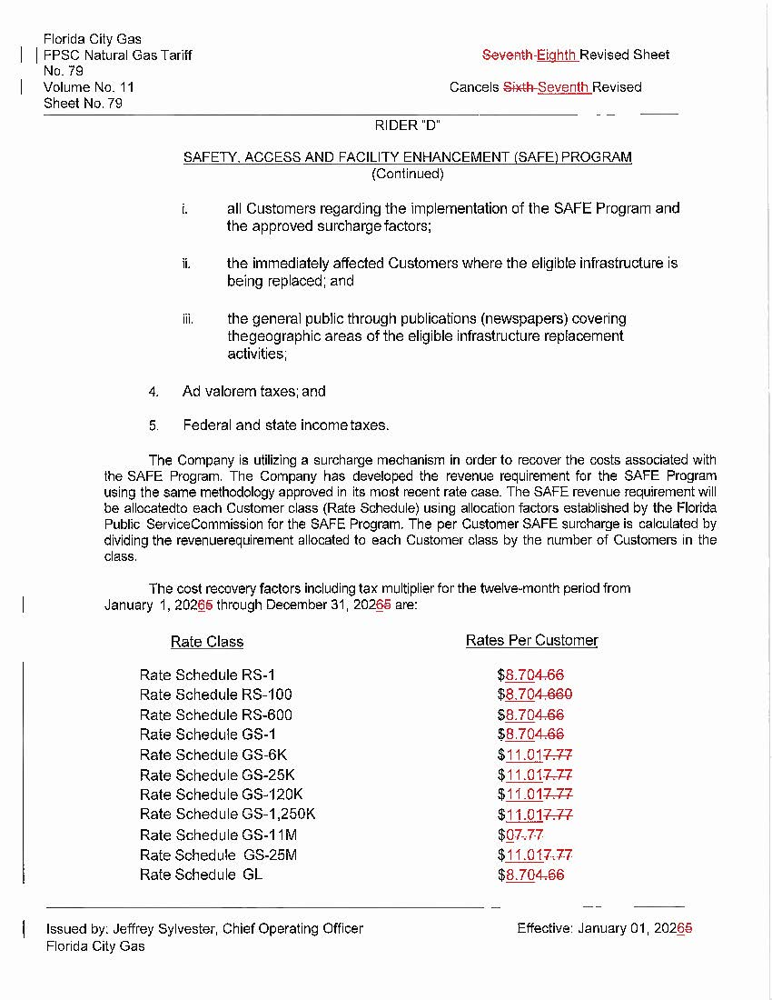 Florida City Gas
FPSC Natural Gas Tariff
Seventh Eighth Revised Sheet
No. 79
Volume No. 11
Cancels Sixth Seventh Revised
Sheet No. 79
RIDER "D"
SAFETY, ACCESS AND FACILITY ENHANCEMENT (SAFE) PROGRAM
(Continued)
i. all Customers regarding the implementation of the SAFE Program and
the approved surcharge factors;
ii. the immediately affected Customers where the eligible infrastructure is
being replaced; and
iii. the general public through publications (newspapers) covering
thegeographic areas of the eligible infrastructure replacement
activities;
4. Ad valorem taxes; and
5. Federal and state income taxes.
The Company is utilizing a surcharge mechanism in order to recover the costs associated with
the SAFE Program. The Company has developed the revenue requirement for the SAFE Program
using the same methodology approved in its most recent rate case. The SAFE revenue requirement will
be allocatedto each Customer class (Rate Schedule) using allocation factors established by the Florida
Public ServiceCommission for the SAFE Program. The per Customer SAFE surcharge is calculated by
dividing the revenuerequirement allocated to each Customer class by the number of Customers in the
class.
The cost recovery factors including tax multiplier for the twelve-month period from
January 1, 20265 through December 31, 20265 are:
Rate Class Rates Per Customer
Rate Schedule RS-1 $8.704.66
Rate Schedule RS-100 $8.704.660
Rate Schedule RS-600 $8.704.66
Rate Schedule GS-1 $8.704.66
Rate Schedule GS-6K $11.017.77
Rate Schedule GS-25K $11.017.77
Rate Schedule GS-120K $11.017.77
Rate Schedule GS-1,250K $11.017.77
Rate Schedule GS-11M $07.77
Rate Schedule GS-25M $11.017.77
Rate Schedule GL $8.704.66
Issued by: Jeffrey Sylvester, Chief Operating Officer Effective: January 01, 20265
Florida City Gas